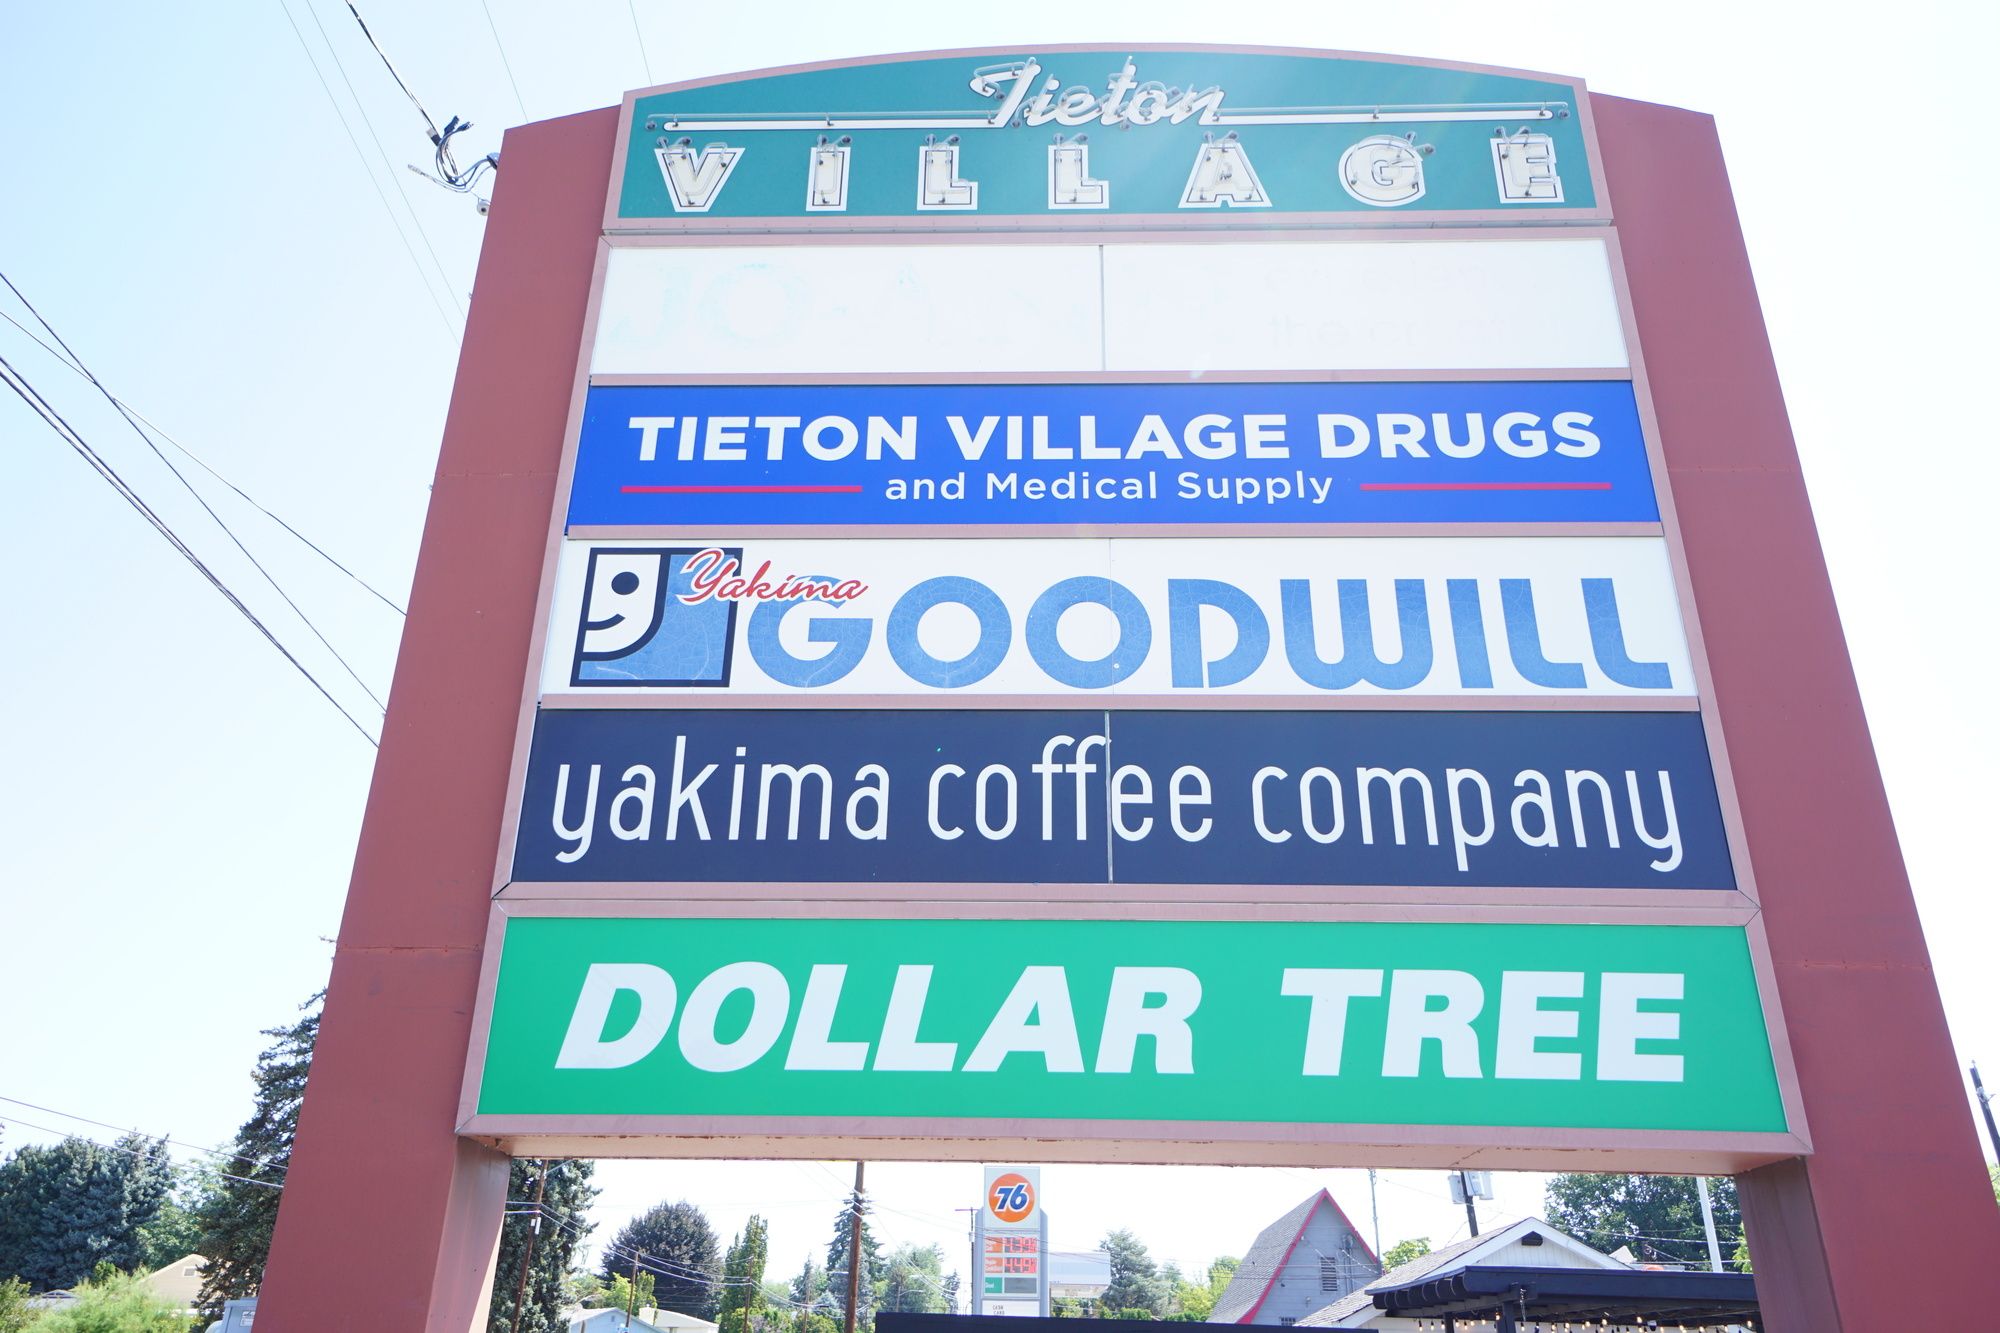 Tieton
VILLAGE
TIETON VILLAGE DRUGS
and Medical Supply
Yakima
GOODWILL
yakima coffee company
DOLLAR TREE
76